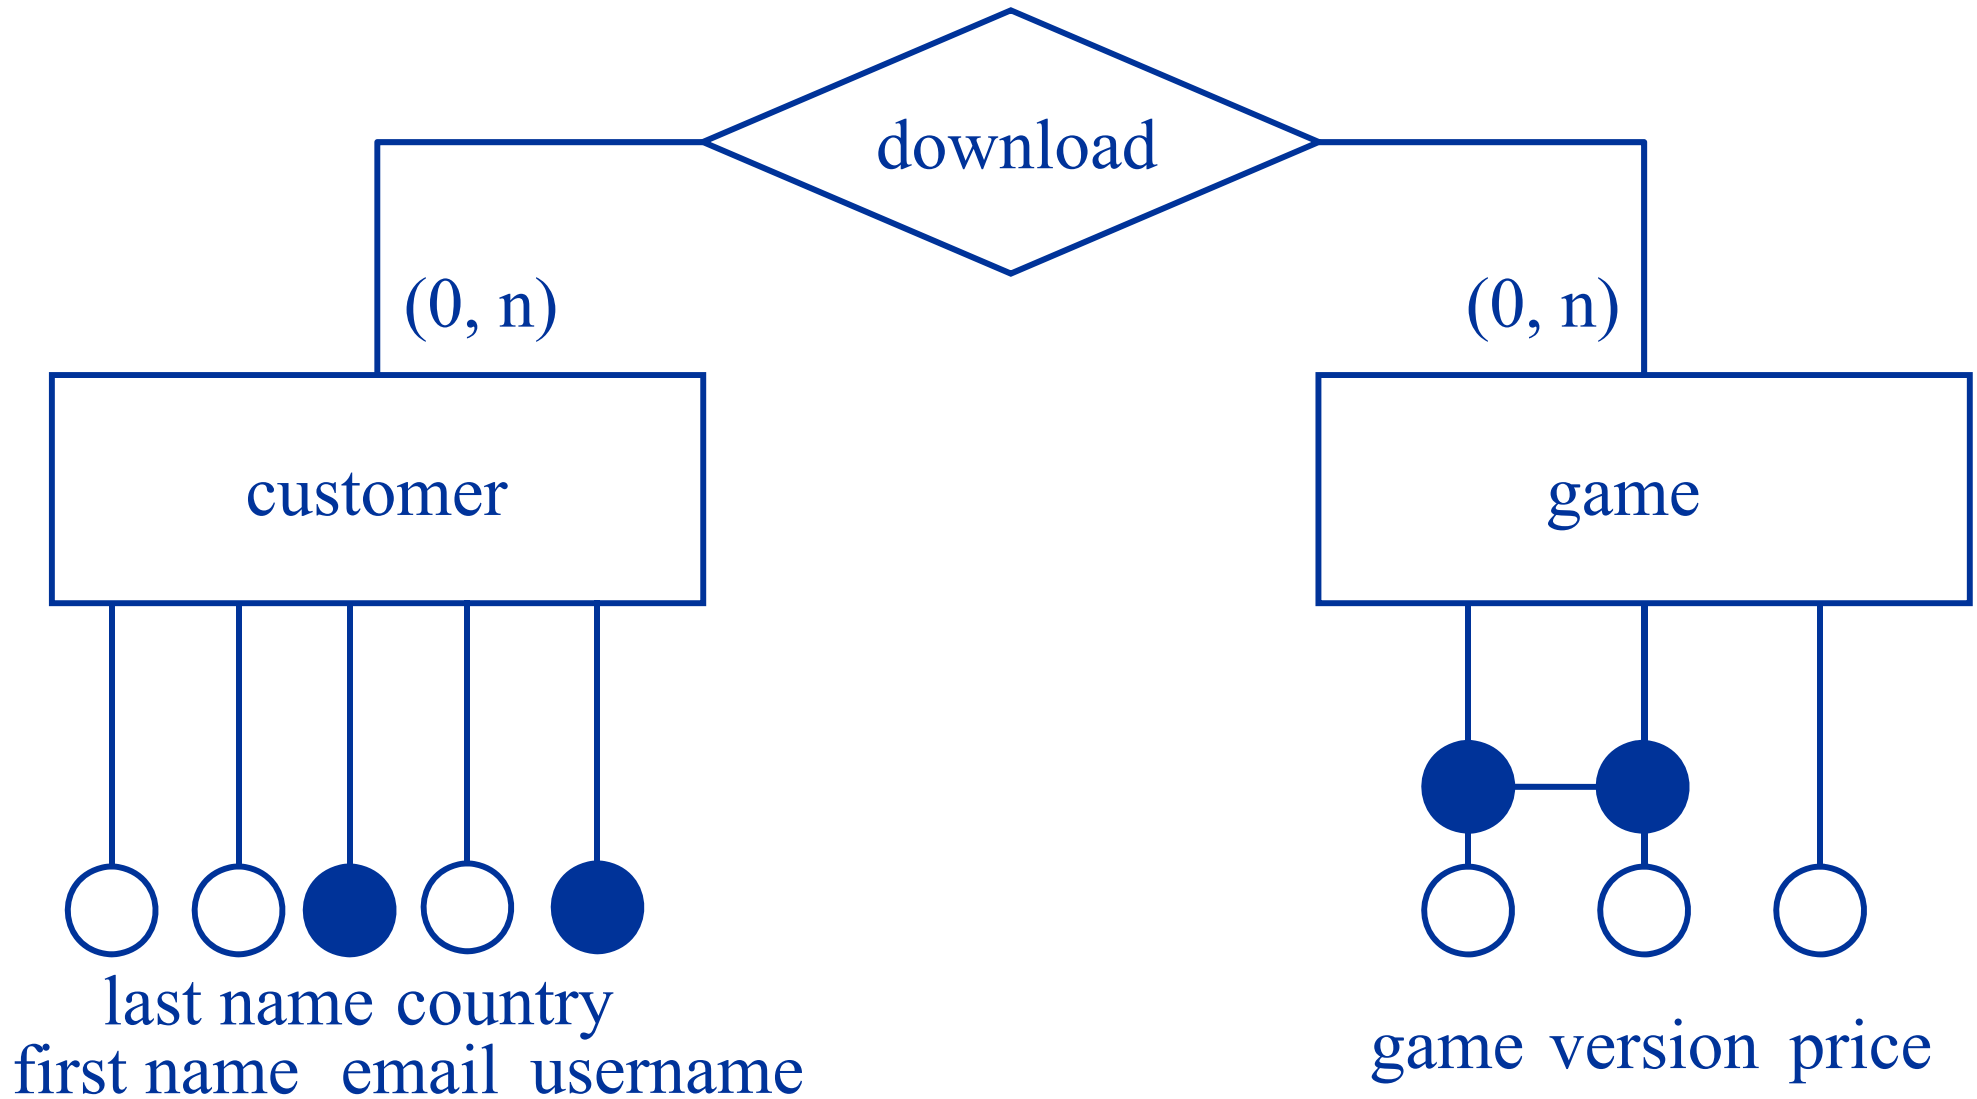 download
(0, n)
(0, n)
customer
game
last name country
first name email username
game version price